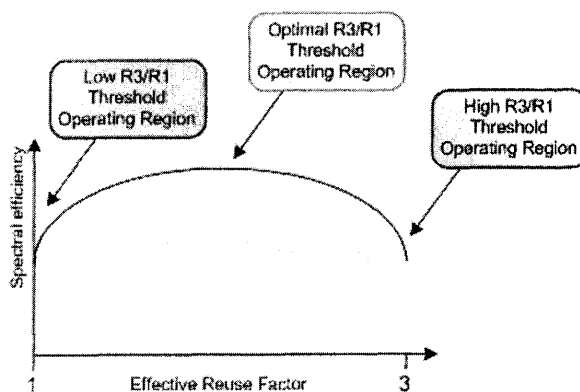 Optimal R3/R1
Threshold
Operating Region
Low R3/R1
Threshold
Operating Region
High R3/R1
Threshold
Operating Region
Spectral efficiency
1
Effective Reuse Factor
3